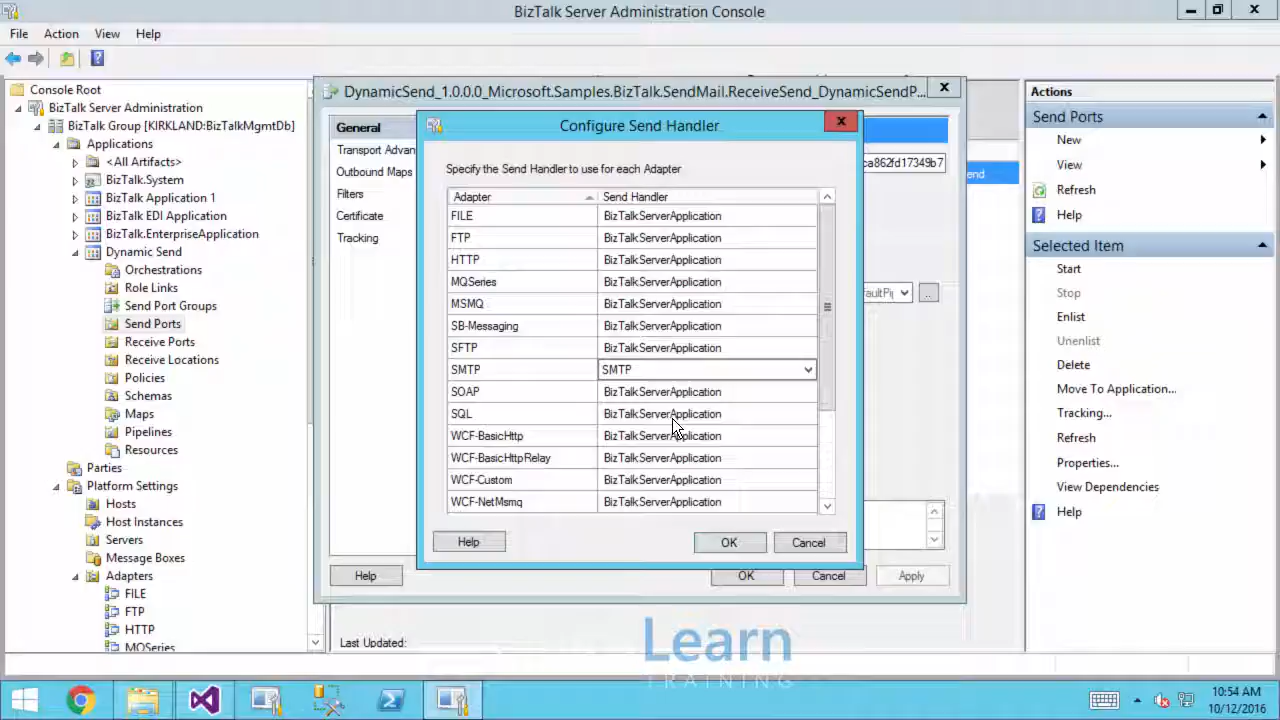 BizTalk Server Administration Console
File Action View Help
Console Root
BizTalk Server Administration
BizTalk Group [KIRKLAND:BizTalkMgmtDb]
Applications
<All Artifacts>
BizTalk.System
BizTalk Application 1
BizTalk EDI Application
BizTalk.EnterpriseApplication
Dynamic Send
Orchestrations
Role Links
Send Port Groups
Send Ports
Receive Ports
Receive Locations
Policies
Schemas
Maps
Pipelines
Resources
Parties
Platform Settings
Hosts
Host Instances
Servers
Message Boxes
Adapters
FILE
FTP
HTTP
MQSeries
DynamicSend_1.0.0.0_Microsoft.Samples.BizTalk.SendMail.ReceiveSend_DynamicSendP...
General
Transport Advan
Outbound Maps
Filters
Certificate
Tracking
ca862fd17349b7
end
aultPip
..
Help OK Cancel Apply
Last Updated:
Configure Send Handler
Specify the Send Handler to use for each Adapter
Adapter Send Handler
FILE BizTalkServerApplication
FTP BizTalkServerApplication
HTTP BizTalkServerApplication
MQSeries BizTalkServerApplication
MSMQ BizTalkServerApplication
SB-Messaging BizTalkServerApplication
SFTP BizTalkServerApplication
SMTP SMTP
SOAP BizTalkServerApplication
SQL BizTalkServerApplication
WCF-BasicHttp BizTalkServerApplication
WCF-BasicHttpRelay BizTalkServerApplication
WCF-Custom BizTalkServerApplication
WCF-NetMsmq BizTalkServerApplication
Help OK Cancel
Actions
Send Ports
New
View
Refresh
Help
Selected Item
Start
Stop
Enlist
Unenlist
Delete
Move To Application...
Tracking...
Refresh
Properties...
View Dependencies
Help
Learn
TRAINING
10:54 AM
10/12/2016